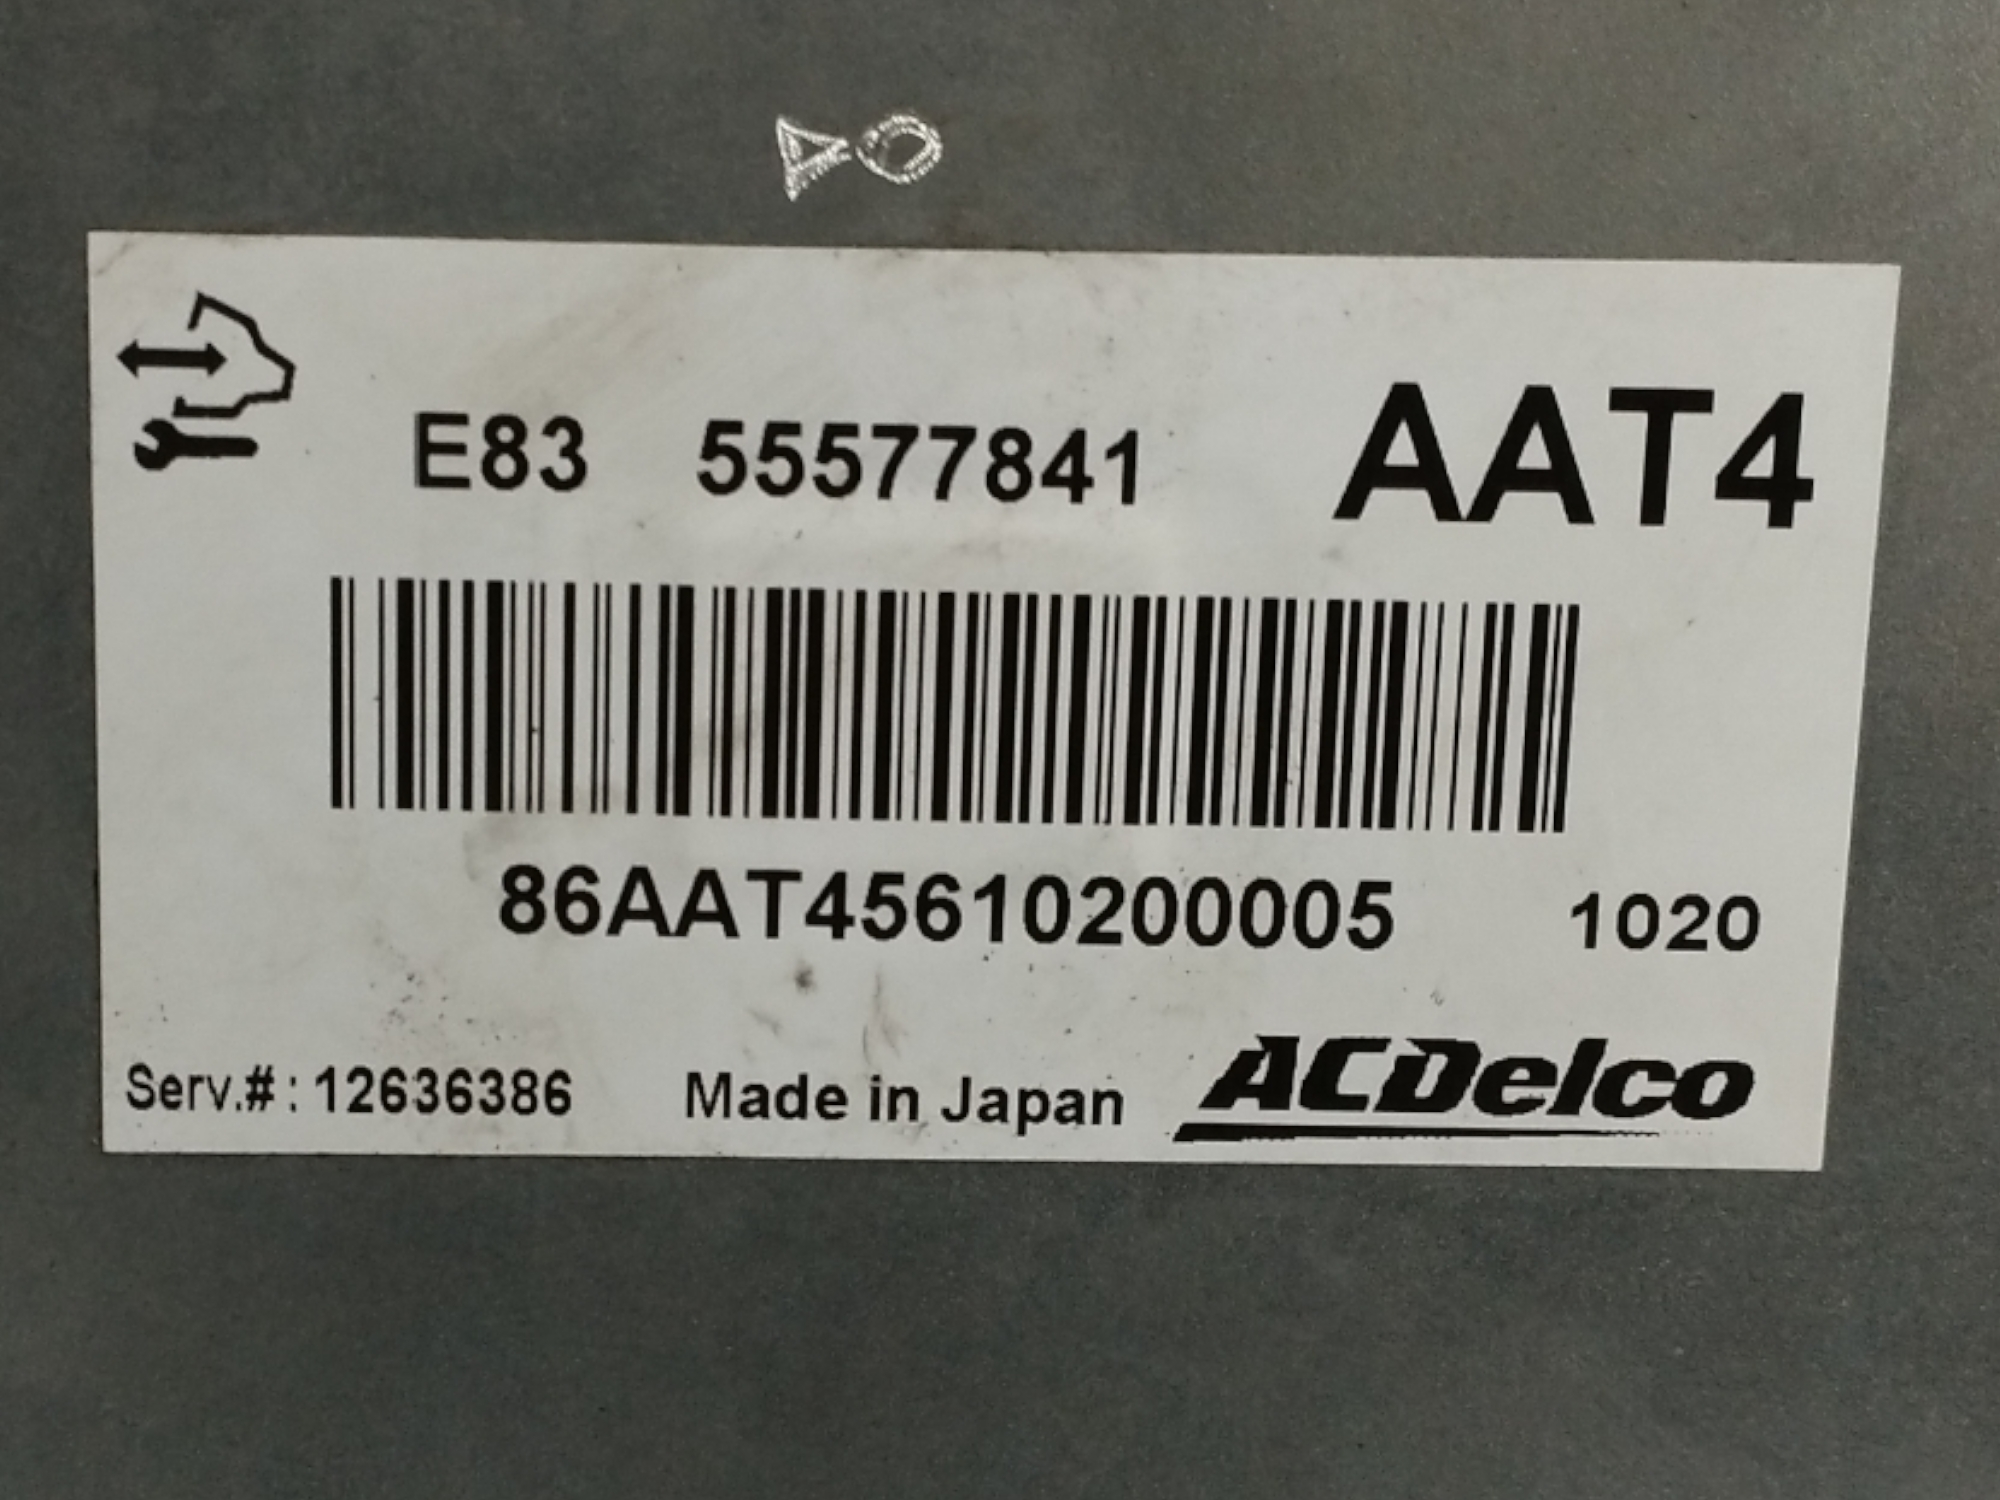 E83 55577841 AAT4
86AAT45610200005 1020
Serv.#: 12636386 Made in Japan ACDelco